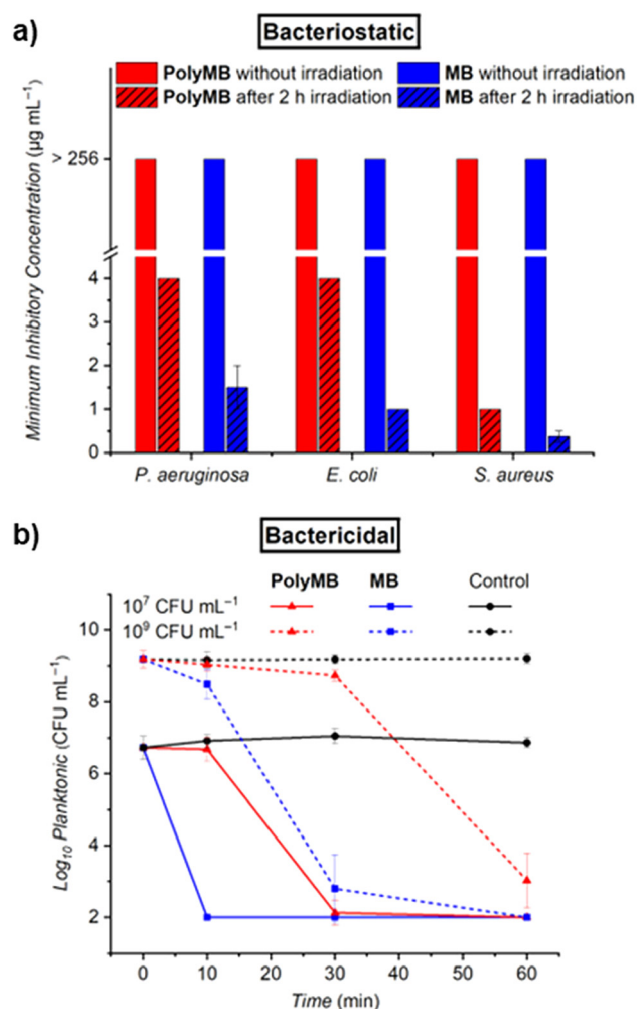 a)
Bacteriostatic
PolyMB without irradiation
MB without irradiation
PolyMB after 2 h irradiation
MB after 2 h irradiation
Minimum Inhibitory Concentration (µg mL⁻¹)
> 256
4
3
2
1
0
P. aeruginosa E. coli S. aureus
b)
Bactericidal
PolyMB MB Control
10⁷ CFU mL⁻¹
10⁹ CFU mL⁻¹
Log₁₀ Planktonic (CFU mL⁻¹)
10
8
6
4
2
0 10 20 30 40 50 60
Time (min)